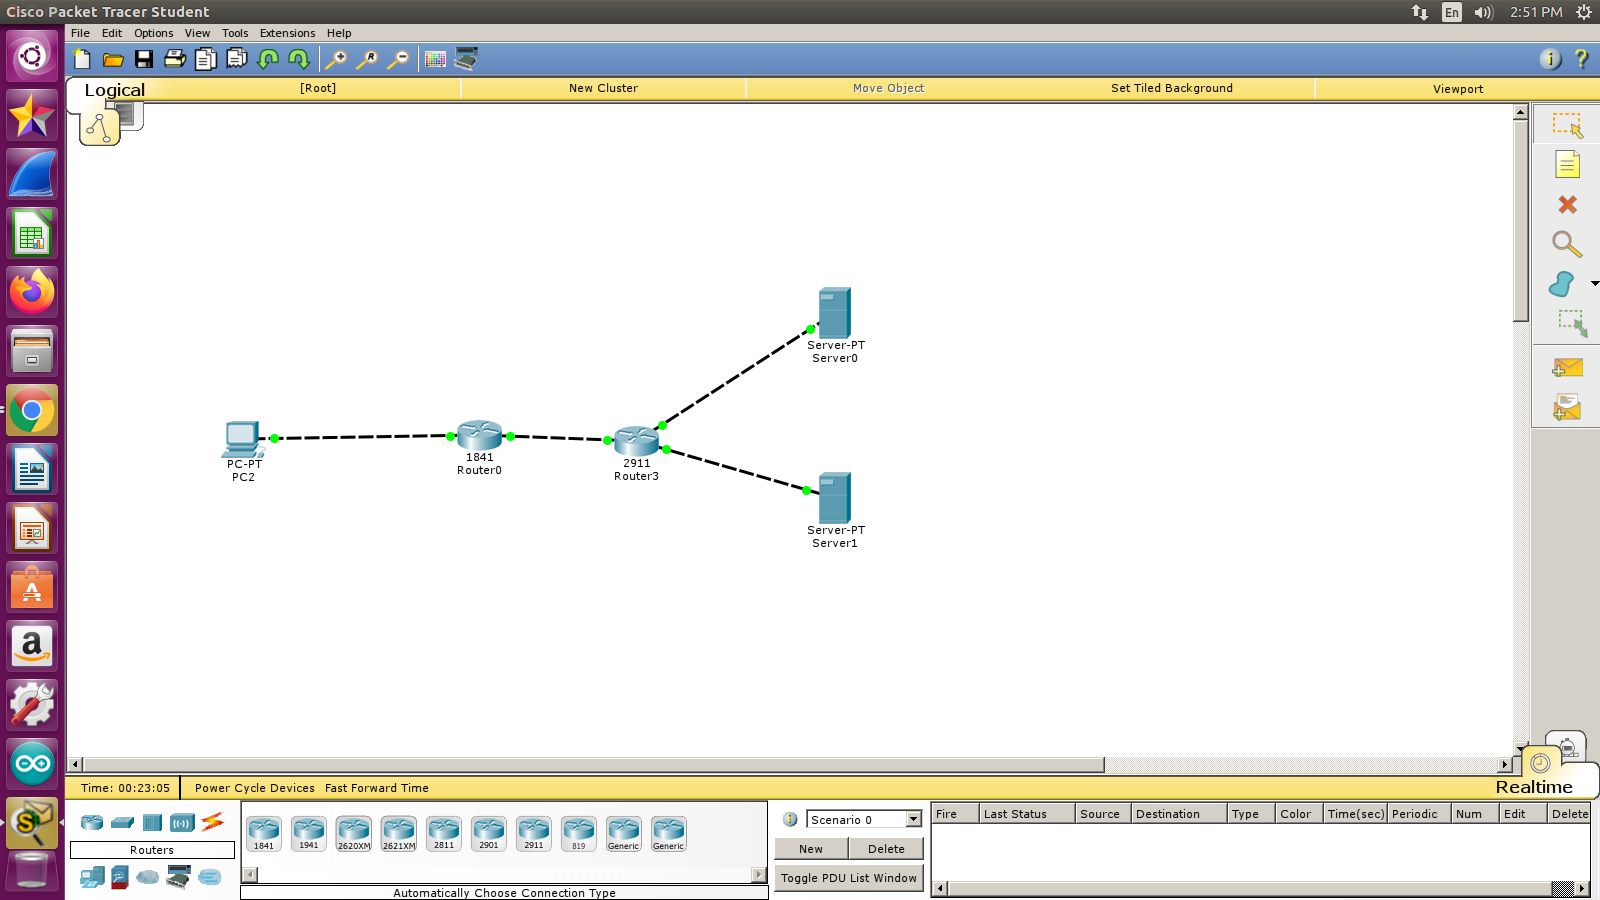 Cisco Packet Tracer Student
En
2:51 PM
File Edit Options View Tools Extensions Help
Logical
[Root]
New Cluster
Move Object
Set Tiled Background
Viewport
Server-PT
Server0
PC-PT
PC2
1841
Router0
2911
Router3
Server-PT
Server1
Time: 00:23:05
Power Cycle Devices Fast Forward Time
Realtime
Routers
1841
1941
2620XM
2621XM
2811
2901
2911
819
Generic
Generic
Automatically Choose Connection Type
Scenario 0
New
Delete
Toggle PDU List Window
Fire Last Status Source Destination Type Color Time(sec) Periodic Num Edit Delete